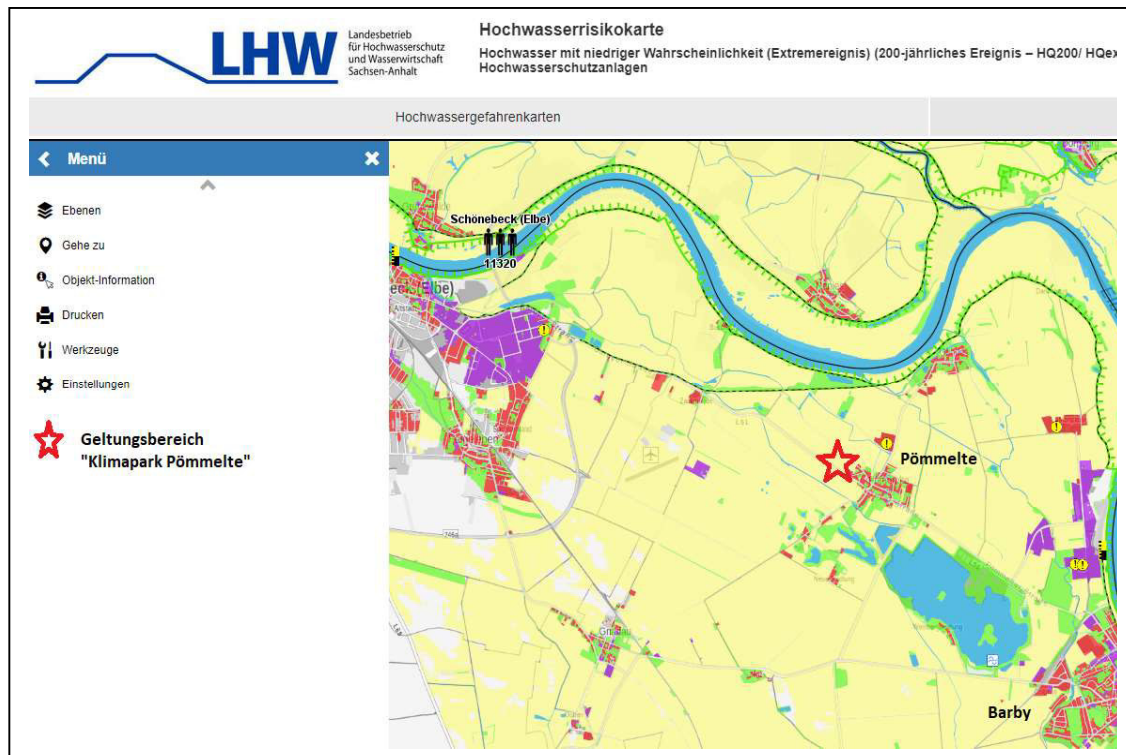 LHW
Landesbetrieb
für Hochwasserschutz
und Wasserwirtschaft
Sachsen-Anhalt
Hochwasserrisikokarte
Hochwasser mit niedriger Wahrscheinlichkeit (Extremereignis) (200-jährliches Ereignis – HQ200/ HQex
Hochwasserschutzanlagen
Hochwassergefahrenkarten
Menü
Ebenen
Gehe zu
Objekt-Information
Drucken
Werkzeuge
Einstellungen
Geltungsbereich
"Klimapark Pömmelte"
Schönebeck (Elbe)
11320
(Elbe)
Pömmelte
Gnadau
Barby